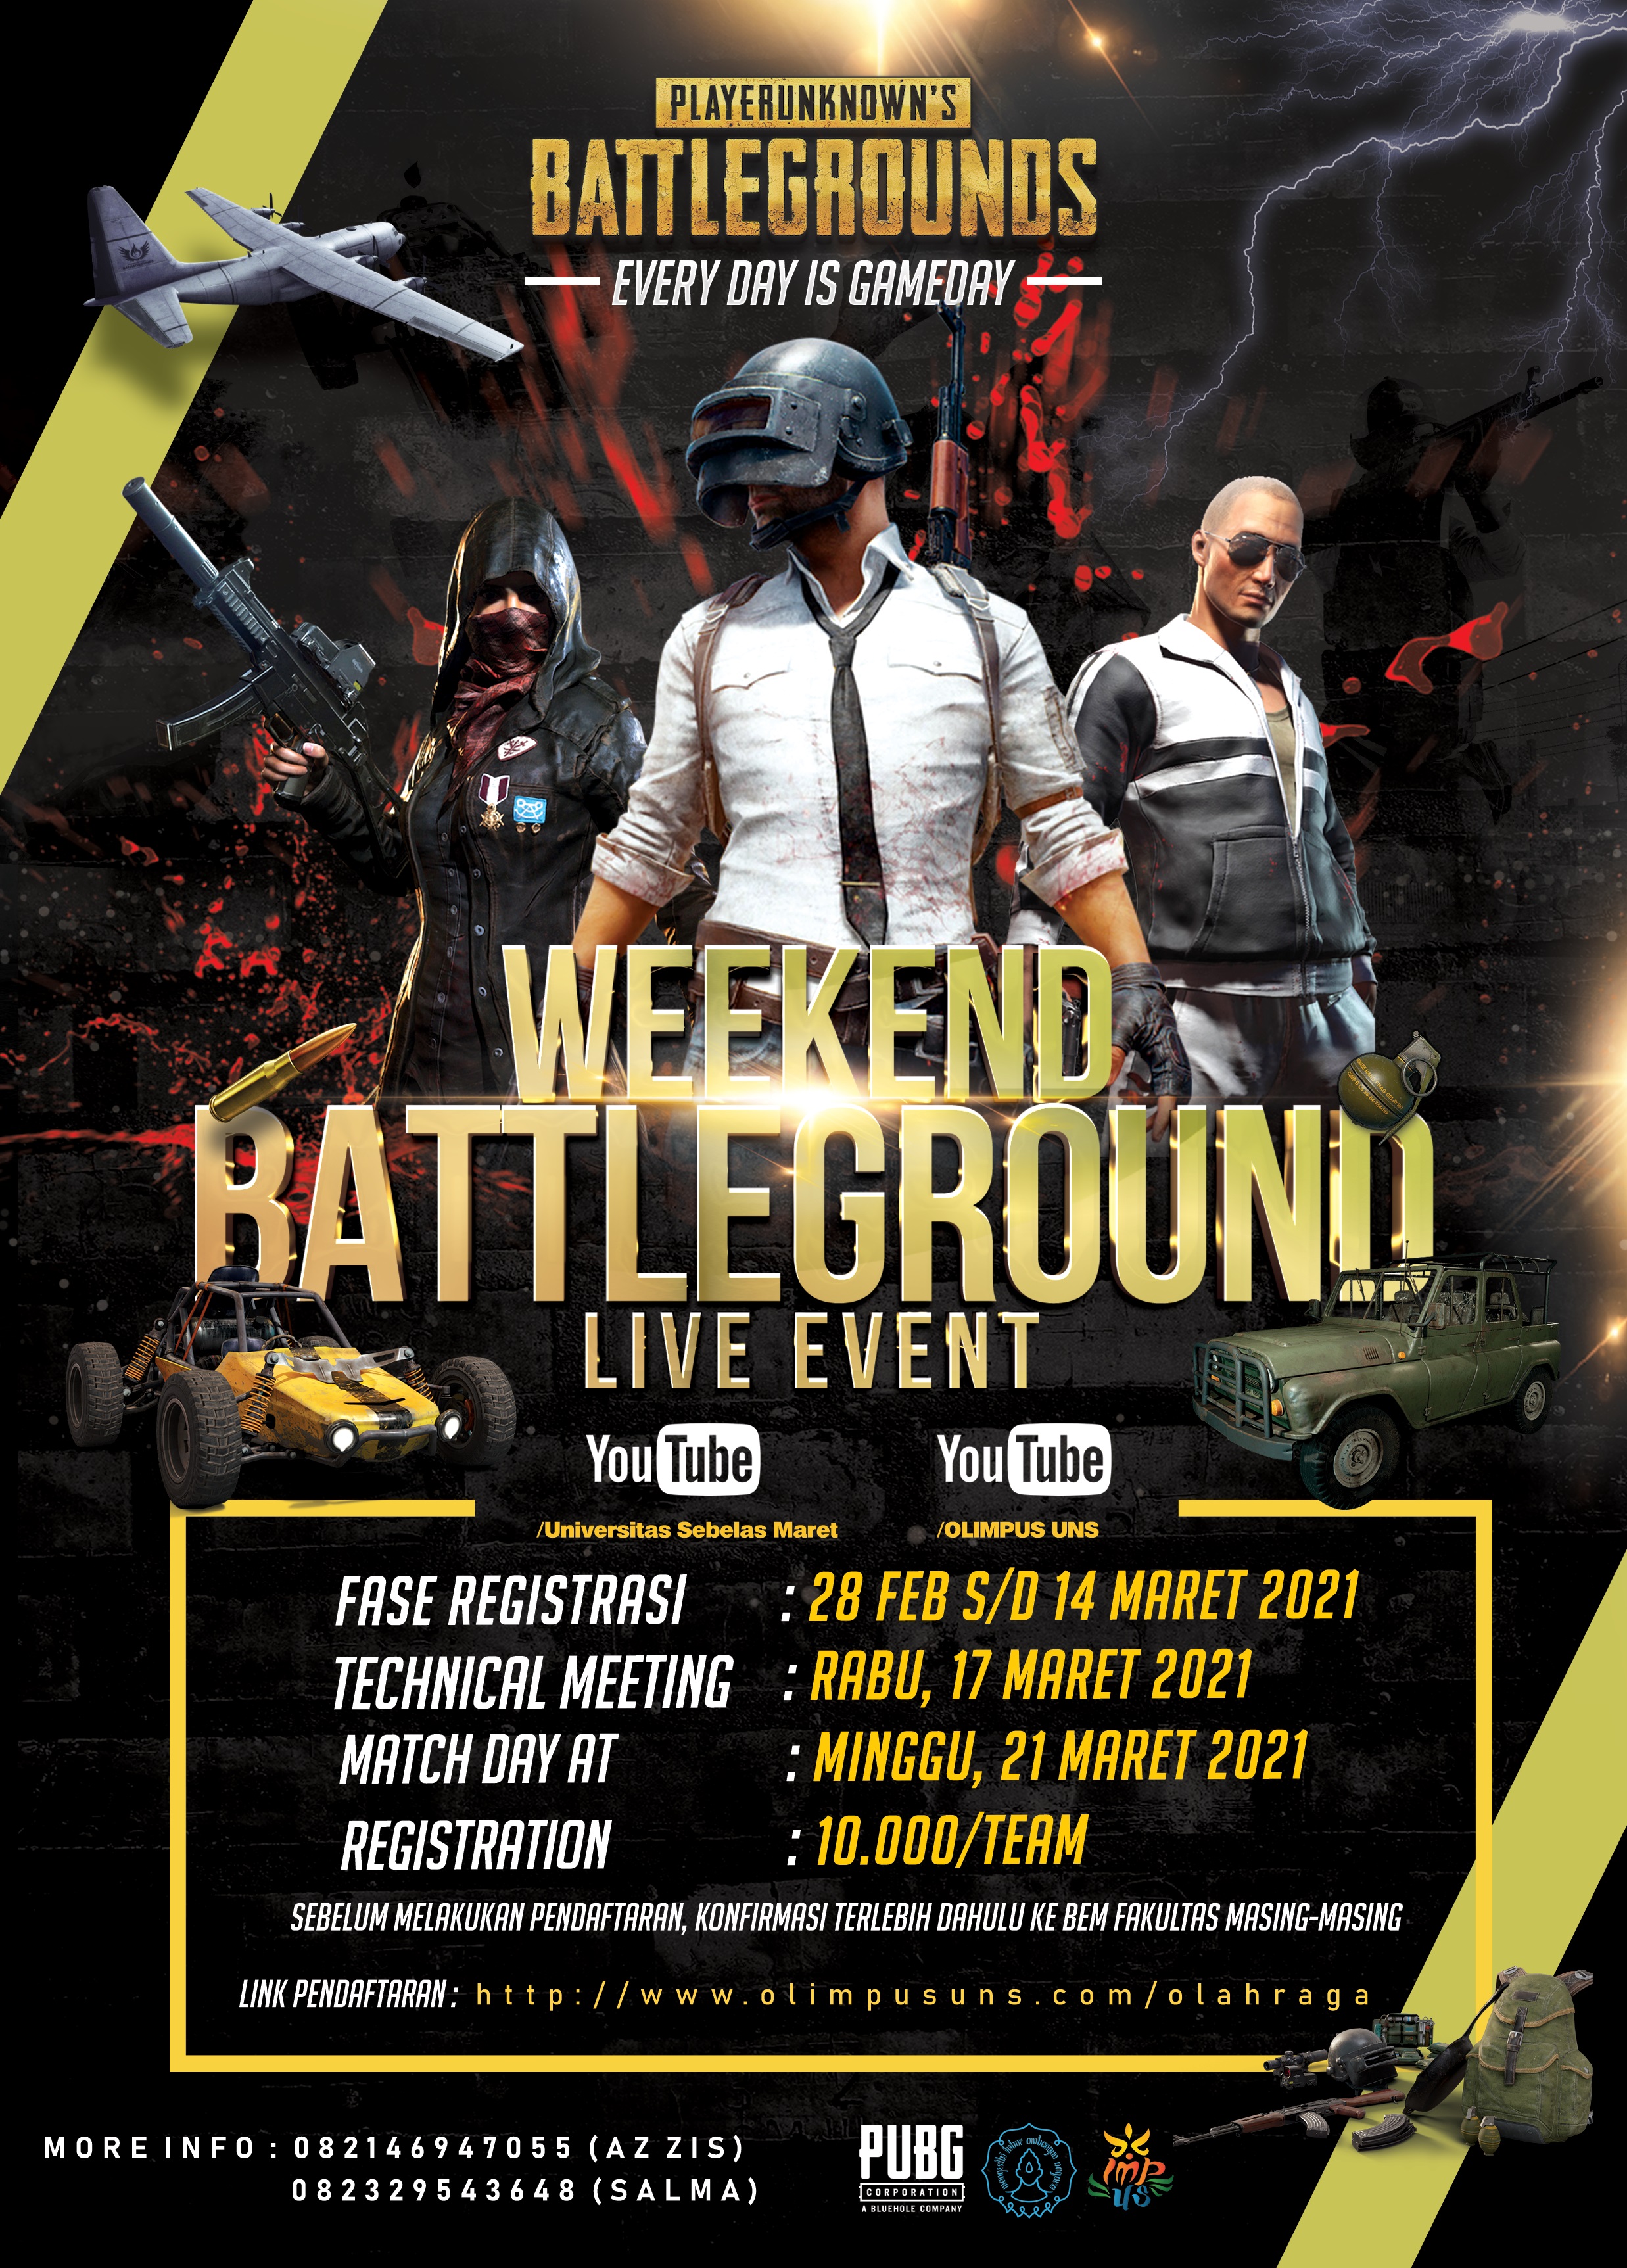 PLAYERUNKNOWN'S
BATTLEGROUNDS
EVERY DAY IS GAMEDAY
WEEKEND
BATTLEGROUND
LIVE EVENT
YouTube YouTube
/Universitas Sebelas Maret /OLIMPUS UNS
FASE REGISTRASI : 28 FEB S/D 14 MARET 2021
TECHNICAL MEETING : RABU, 17 MARET 2021
MATCH DAY AT : MINGGU, 21 MARET 2021
REGISTRATION : 10.000/TEAM
SEBELUM MELAKUKAN PENDAFTARAN, KONFIRMASI TERLEBIH DAHULU KE BEM FAKULTAS MASING-MASING
LINK PENDAFTARAN : http://www.olimpusuns.com/olahraga
MORE INFO : 082146947055 (AZ ZIS)
082329543648 (SALMA)
PUBG
CORPORATION
A BLUEHOLE COMPANY